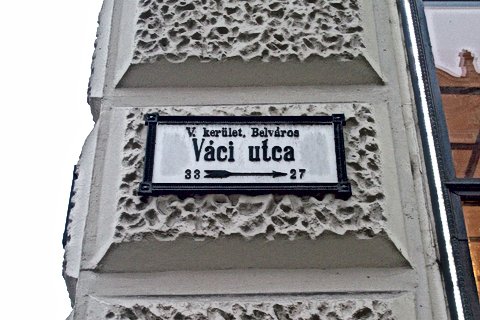 V. kerület, Belváros
Váci utca
33 → 27